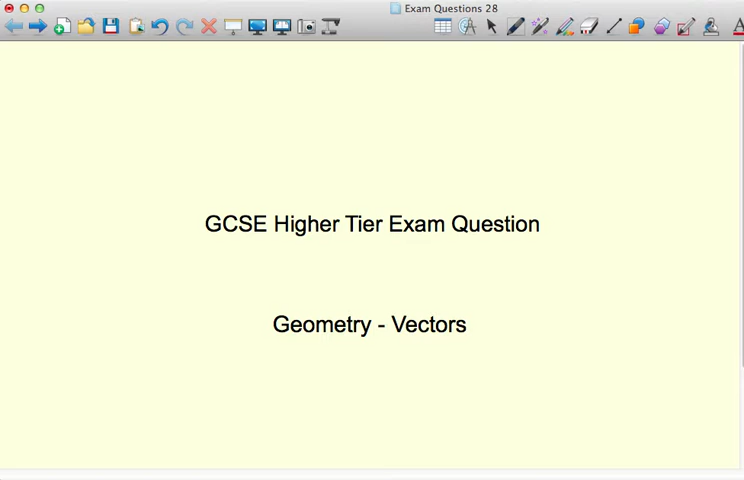 Exam Questions 28
A
GCSE Higher Tier Exam Question
Geometry - Vectors